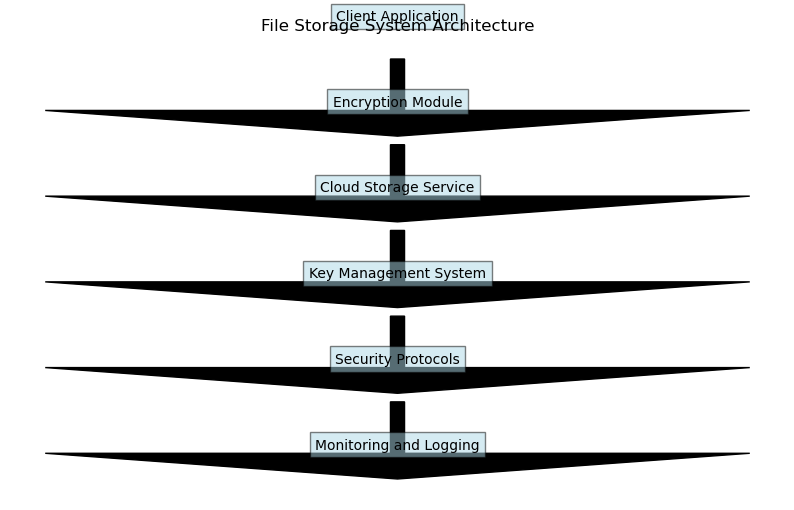 Client Application
File Storage System Architecture
Encryption Module
Cloud Storage Service
Key Management System
Security Protocols
Monitoring and Logging